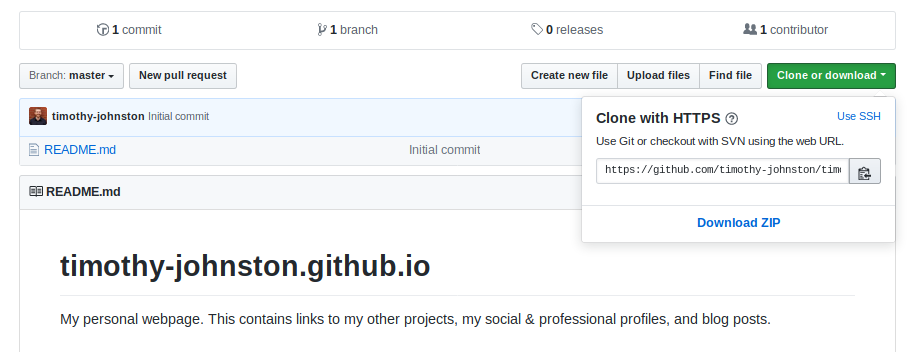 1 commit 1 branch 0 releases 1 contributor
Branch: master New pull request Create new file Upload files Find file Clone or download
timothy-johnston Initial commit
README.md Initial commit
Clone with HTTPS ? Use SSH
Use Git or checkout with SVN using the web URL.
https://github.com/timothy-johnston/timo
Download ZIP
README.md
timothy-johnston.github.io
My personal webpage. This contains links to my other projects, my social & professional profiles, and blog posts.